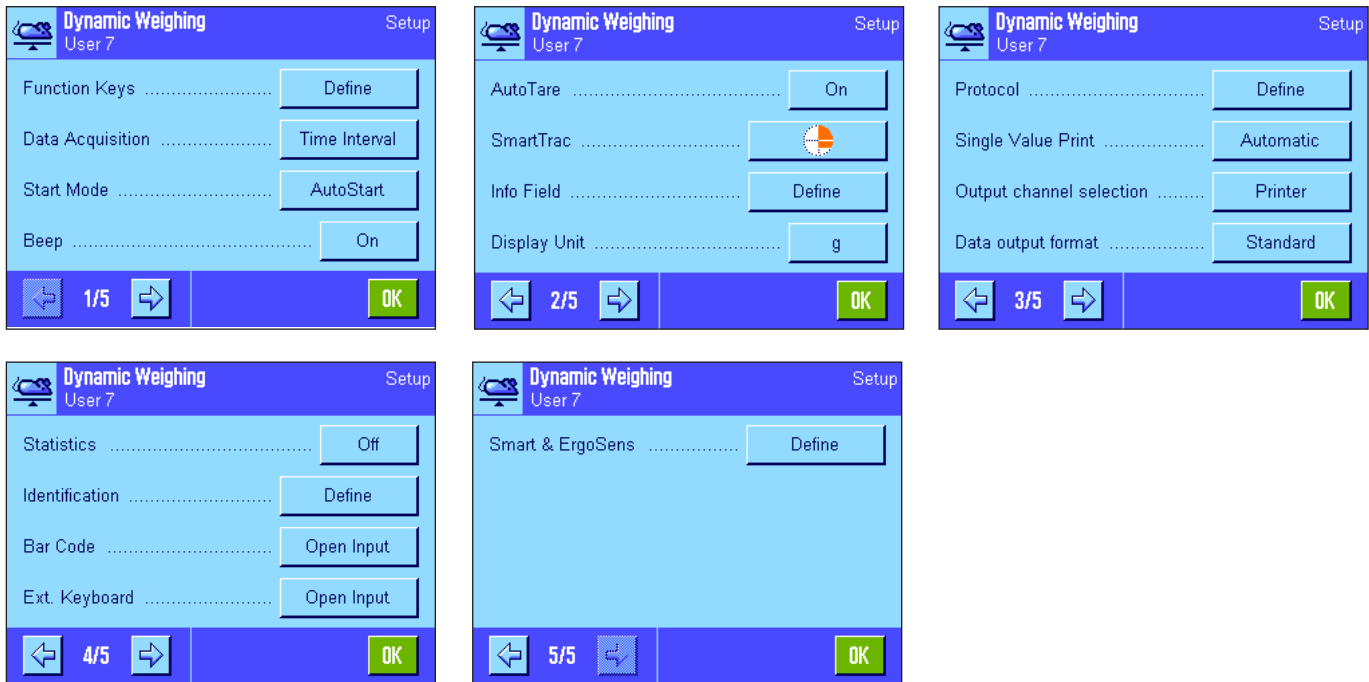 Dynamic Weighing Setup
User 7
Function Keys ........................ Define
Data Acquisition ..................... Time Interval
Start Mode .............................. AutoStart
Beep .............................................. On
1/5 OK
Dynamic Weighing Setup
User 7
AutoTare ........................................ On
SmartTrac .................................
Info Field ................................ Define
Display Unit ..................................... g
2/5 OK
Dynamic Weighing Setup
User 7
Protocol ................................. Define
Single Value Print ................... Automatic
Output channel selection ......... Printer
Data output format .................. Standard
3/5 OK
Dynamic Weighing Setup
User 7
Statistics ........................................ Off
Identification ........................... Define
Bar Code ............................... Open Input
Ext. Keyboard ........................ Open Input
4/5 OK
Dynamic Weighing Setup
User 7
Smart & ErgoSens ................. Define
5/5 OK